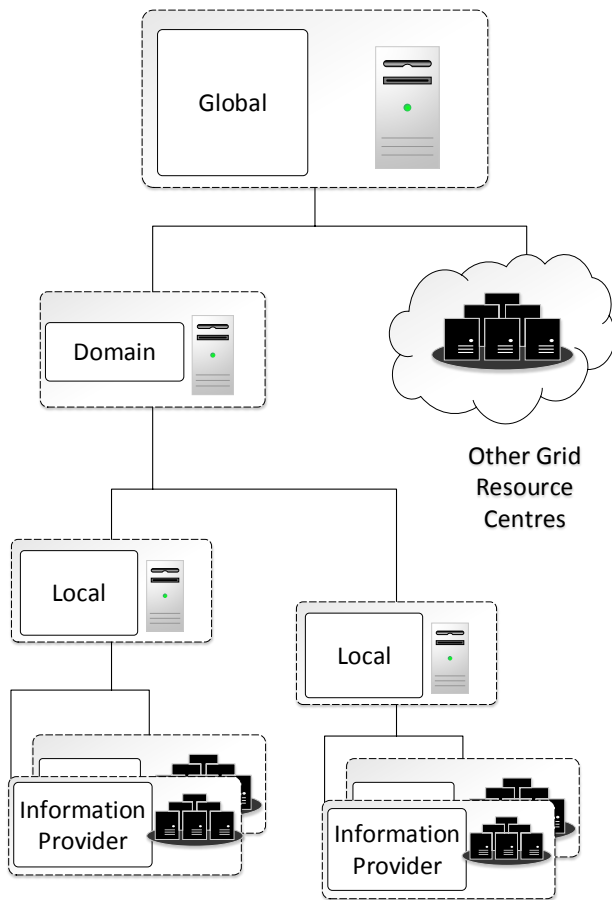 Global
Domain
Other Grid
Resource
Centres
Local
Local
Information
Provider
Information
Provider